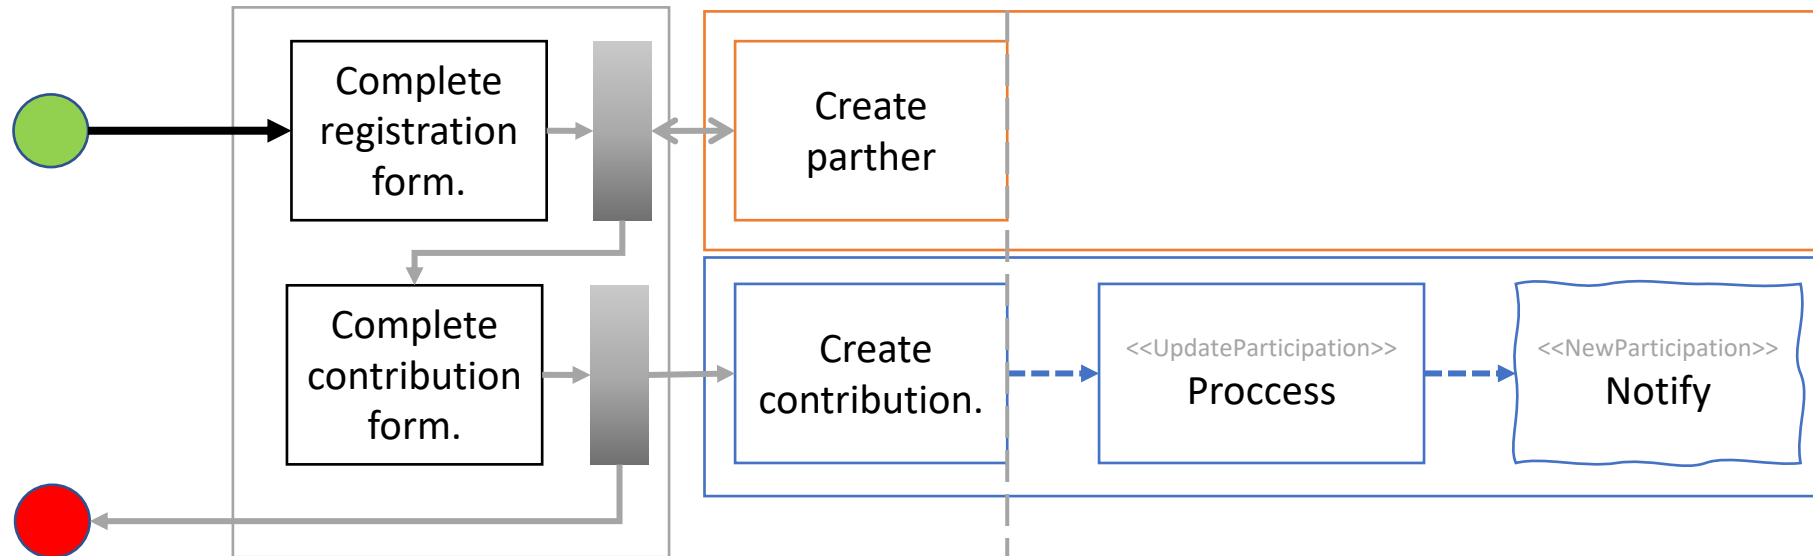 Complete
registration
form.
Create
parther
Complete
contribution
form.
Create
contribution.
<<UpdateParticipation>>
Proccess
<<NewParticipation>>
Notify